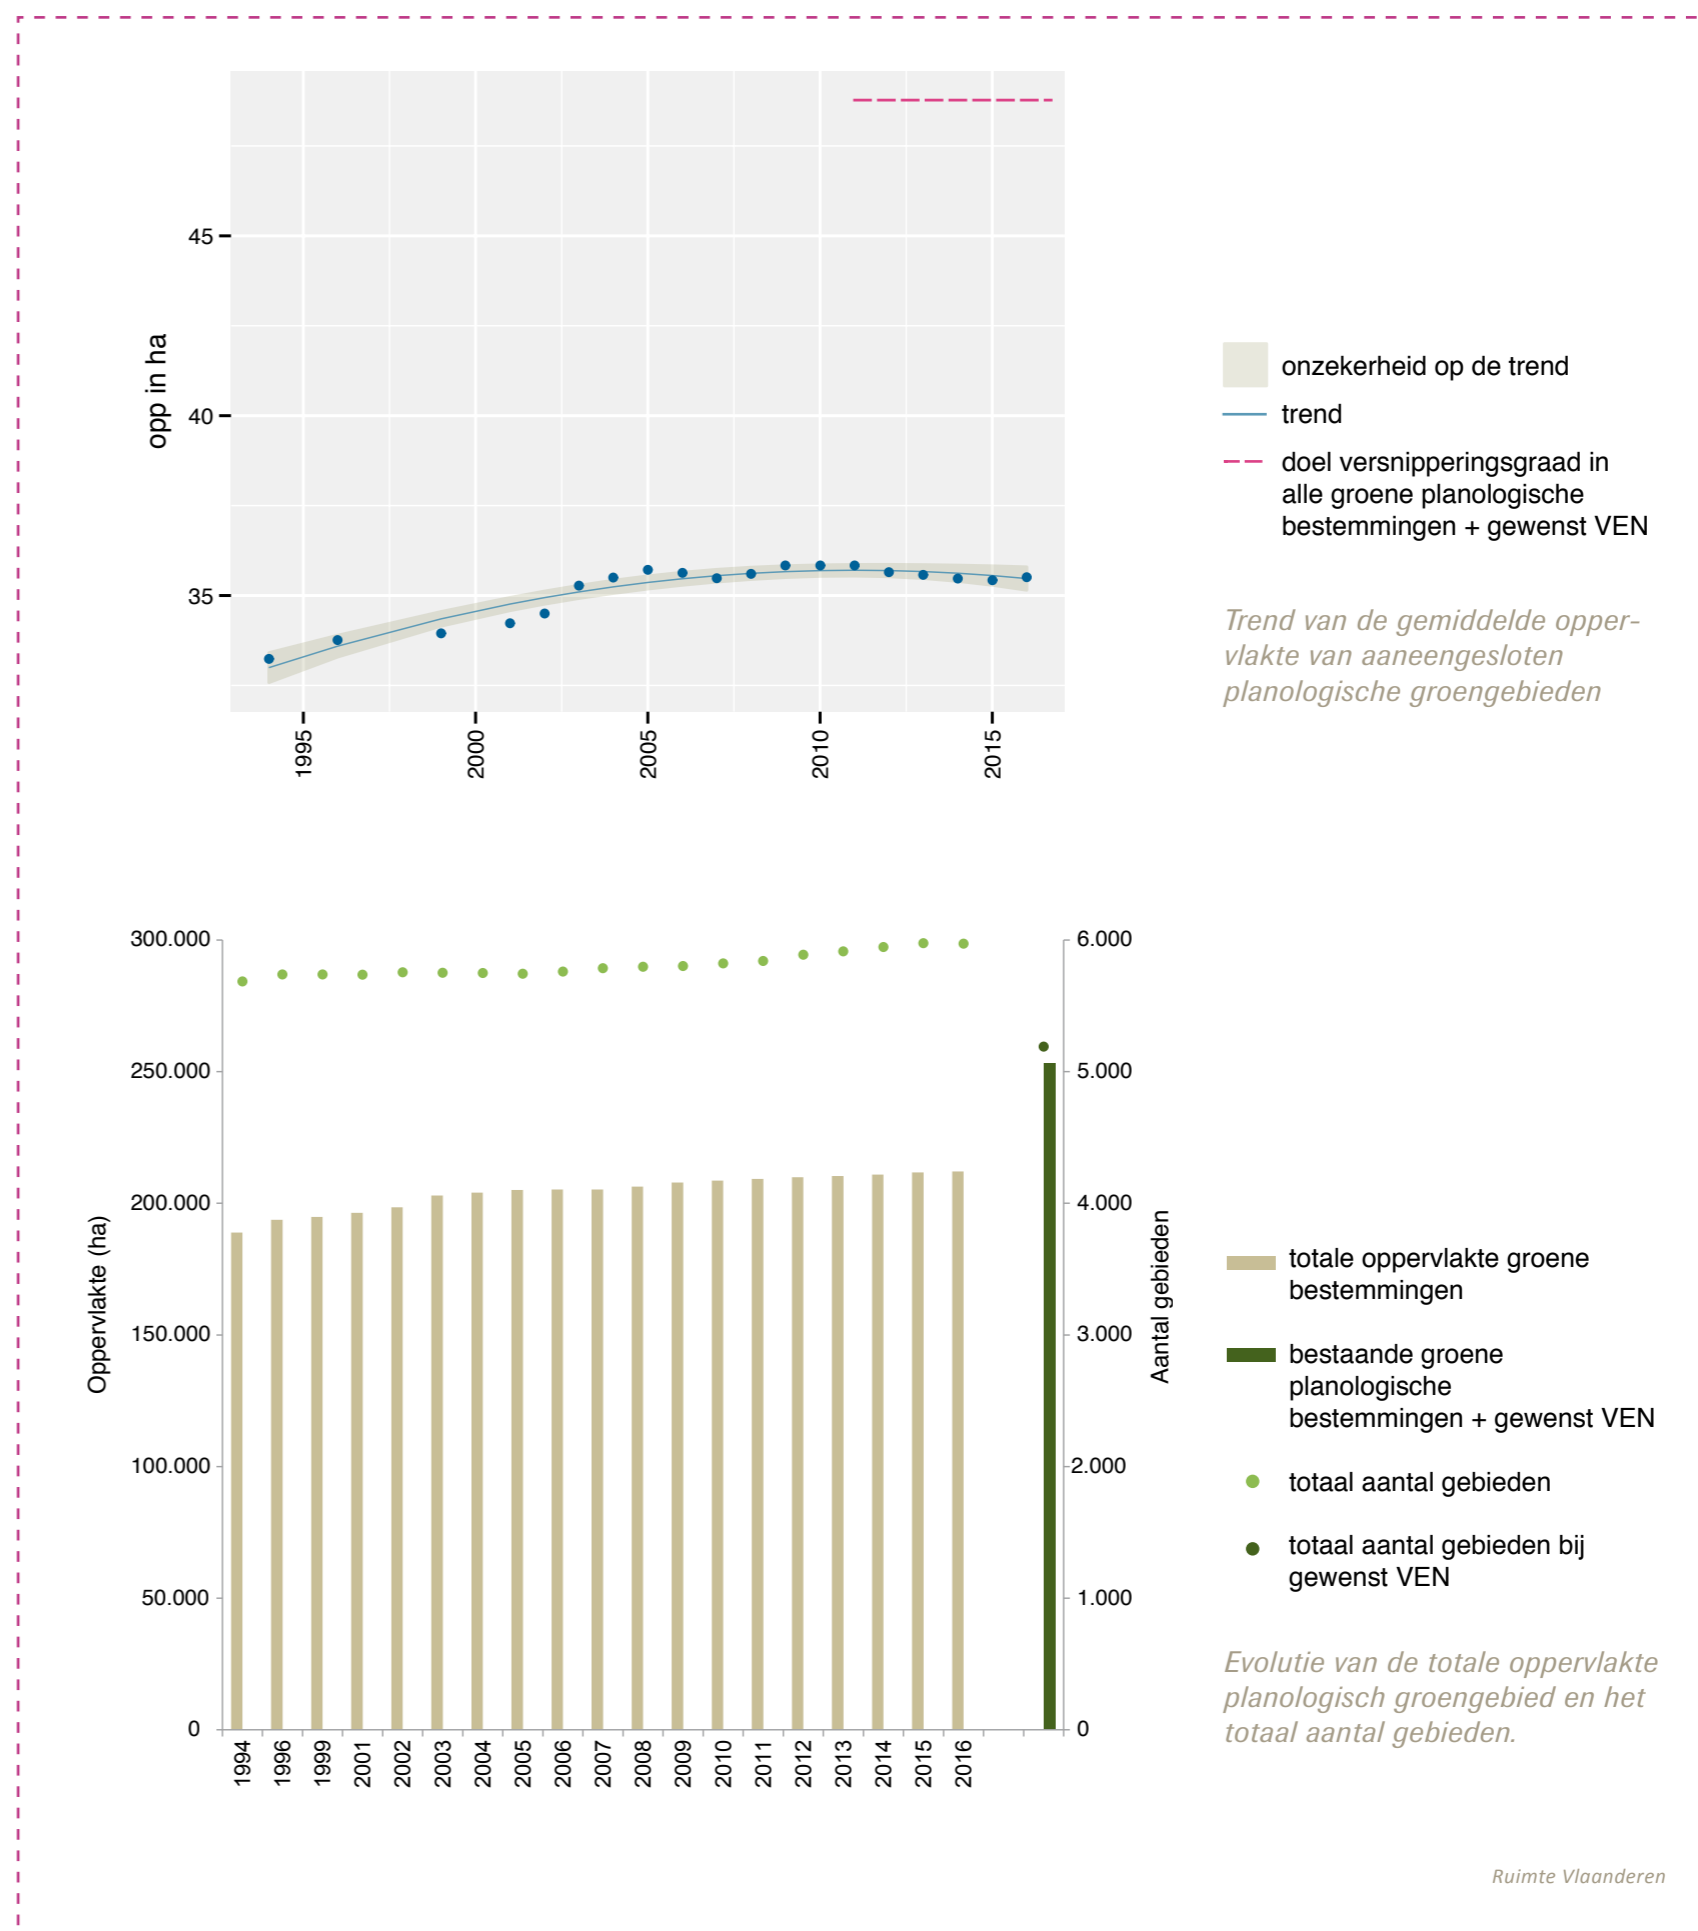 45
40
35
opp in ha
1995
2000
2005
2010
2015
onzekerheid op de trend
trend
doel versnipperingsgraad in
alle groene planologische
bestemmingen + gewenst VEN
Trend van de gemiddelde opper-
vlakte van aaneengesloten
planologische groengebieden
300.000
250.000
200.000
150.000
100.000
50.000
0
Oppervlakte (ha)
6.000
5.000
4.000
3.000
2.000
1.000
0
Aantal gebieden
1994
1996
1999
2001
2002
2003
2004
2005
2006
2007
2008
2009
2010
2011
2012
2013
2014
2015
2016
totale oppervlakte groene
bestemmingen
bestaande groene
planologische
bestemmingen + gewenst VEN
totaal aantal gebieden
totaal aantal gebieden bij
gewenst VEN
Evolutie van de totale oppervlakte
planologisch groengebied en het
totaal aantal gebieden.
Ruimte Vlaanderen